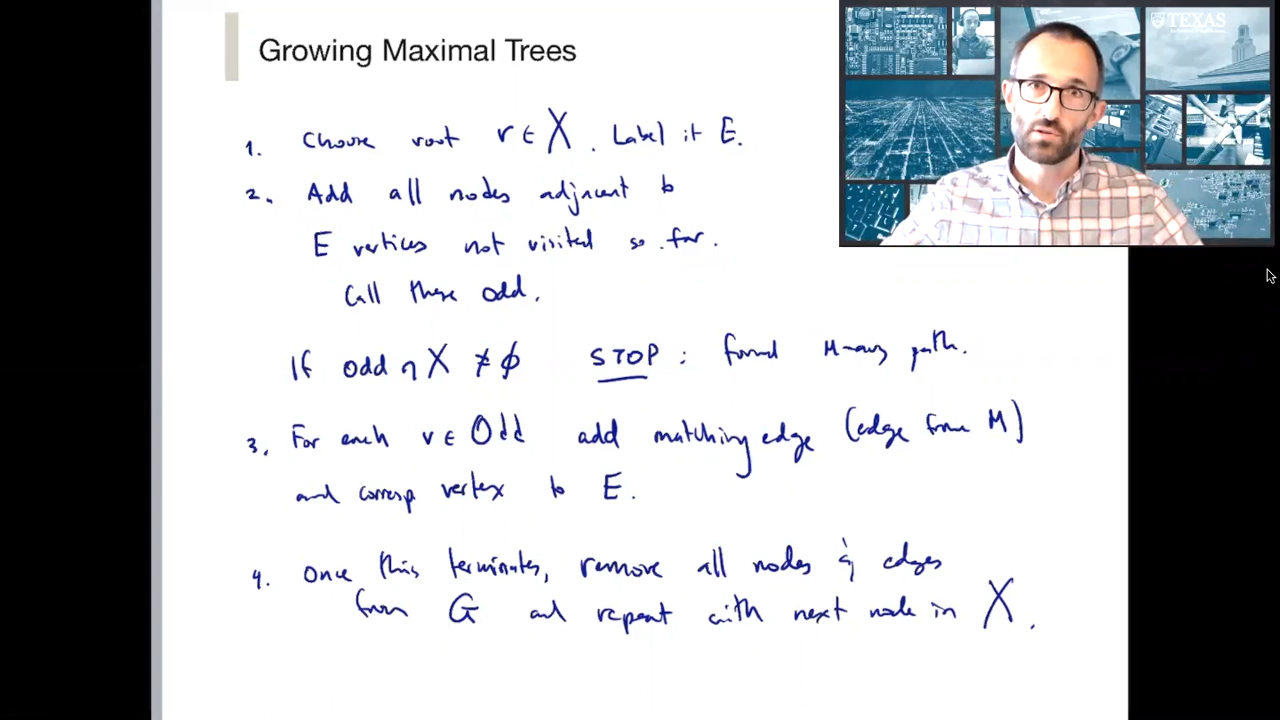 Growing Maximal Trees
TEXAS
1. Choose root r ∈ X. Label it E.
2. Add all nodes adjacent to
E vertices not visited so far.
Call these odd.
If odd ∩ X ≠ ∅ STOP: found M-aug path.
3. For each v ∈ Odd add matching edge (edge from M)
and corresp vertex to E.
4. Once this terminates, remove all nodes & edges
from G and repeat with next node in X.